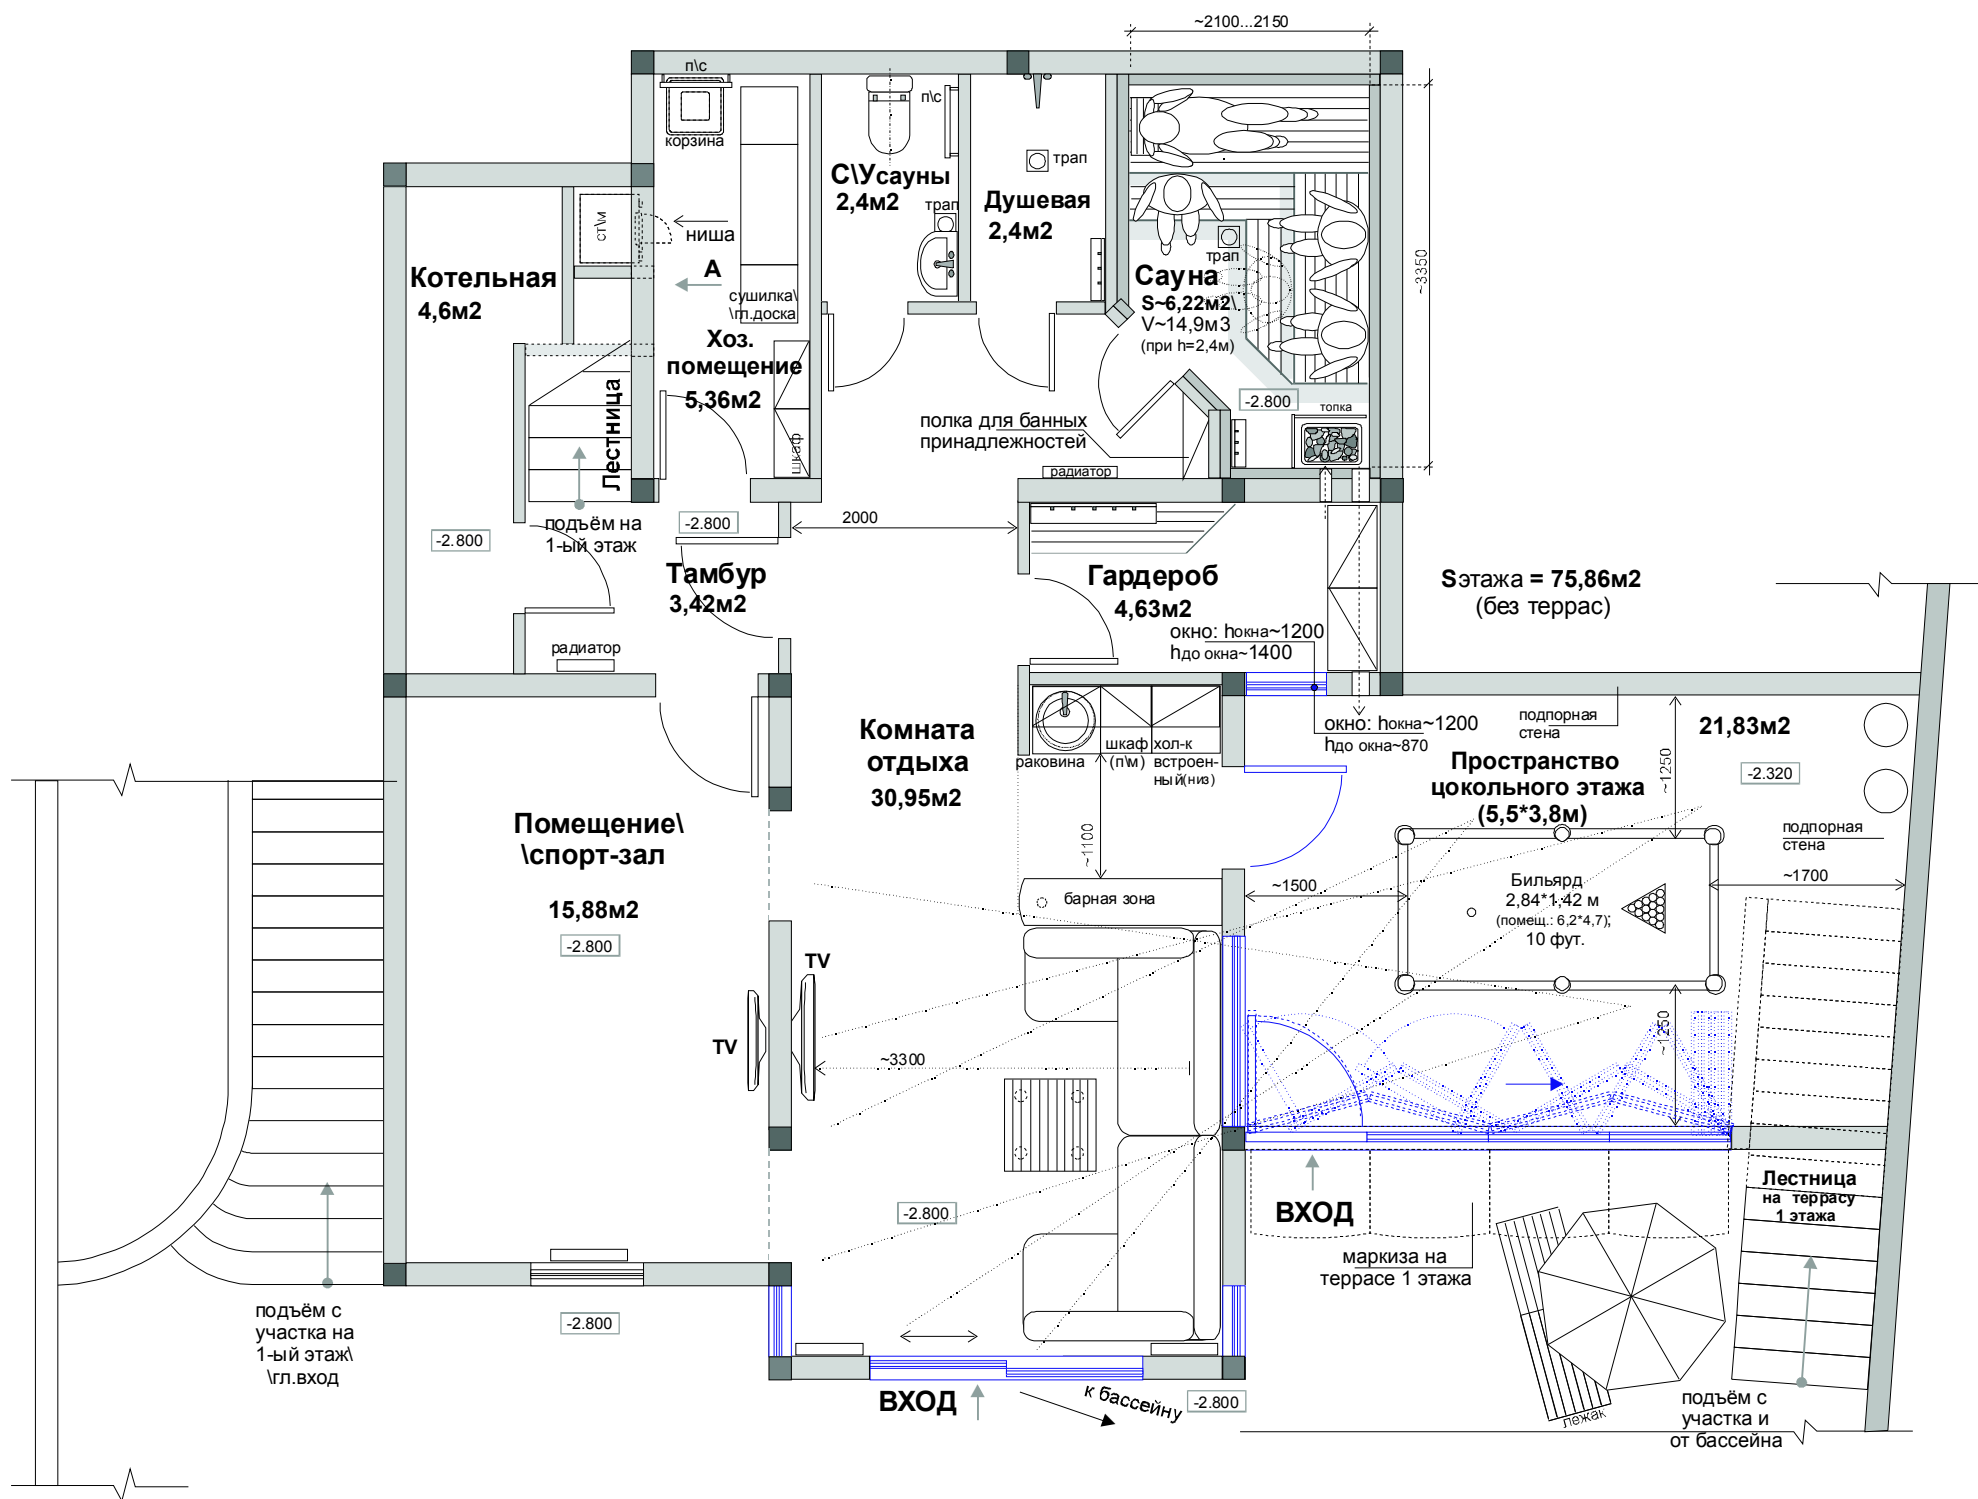 ~2100...2150
п\с
корзина
п\с
С\Усауны
2,4м2
трап
трап
Душевая
2,4м2
ст\м
ниша
А
Котельная
4,6м2
сушилка\
\гл.доска
Хоз.
помещение
5,36м2
шкаф
трап
Сауна
S~6,22м2\
V~14,9м3
(при h=2,4м)
~3350
-2.800
топка
полка для банных
принадлежностей
радиатор
Лестница
подъём на
1-ый этаж
-2.800
-2.800
2000
Тамбур
3,42м2
радиатор
Гардероб
4,63м2
окно: hокна~1200
hдо окна~1400
Sэтажа = 75,86м2
(без террас)
окно: hокна~1200
hдо окна~870
подпорная
стена
21,83м2
~1250
-2.320
Пространство
цокольного этажа
(5,5*3,8м)
подпорная
стена
Комната
отдыха
30,95м2
раковина
шкаф
(п\м)
хол-к
встроен-
ный(низ)
~1100
барная зона
~1500
~1700
Бильярд
2,84*1,42 м
(помещ.: 6,2*4,7);
10 фут.
~1250
Помещение\
\спорт-зал
15,88м2
-2.800
TV
TV
~3300
-2.800
ВХОД
маркиза на
террасе 1 этажа
Лестница
на террасу
1 этажа
лежак
подъём с
участка и
от бассейна
подъём с
участка на
1-ый этаж\
\гл.вход
-2.800
ВХОД
к бассейну
-2.800